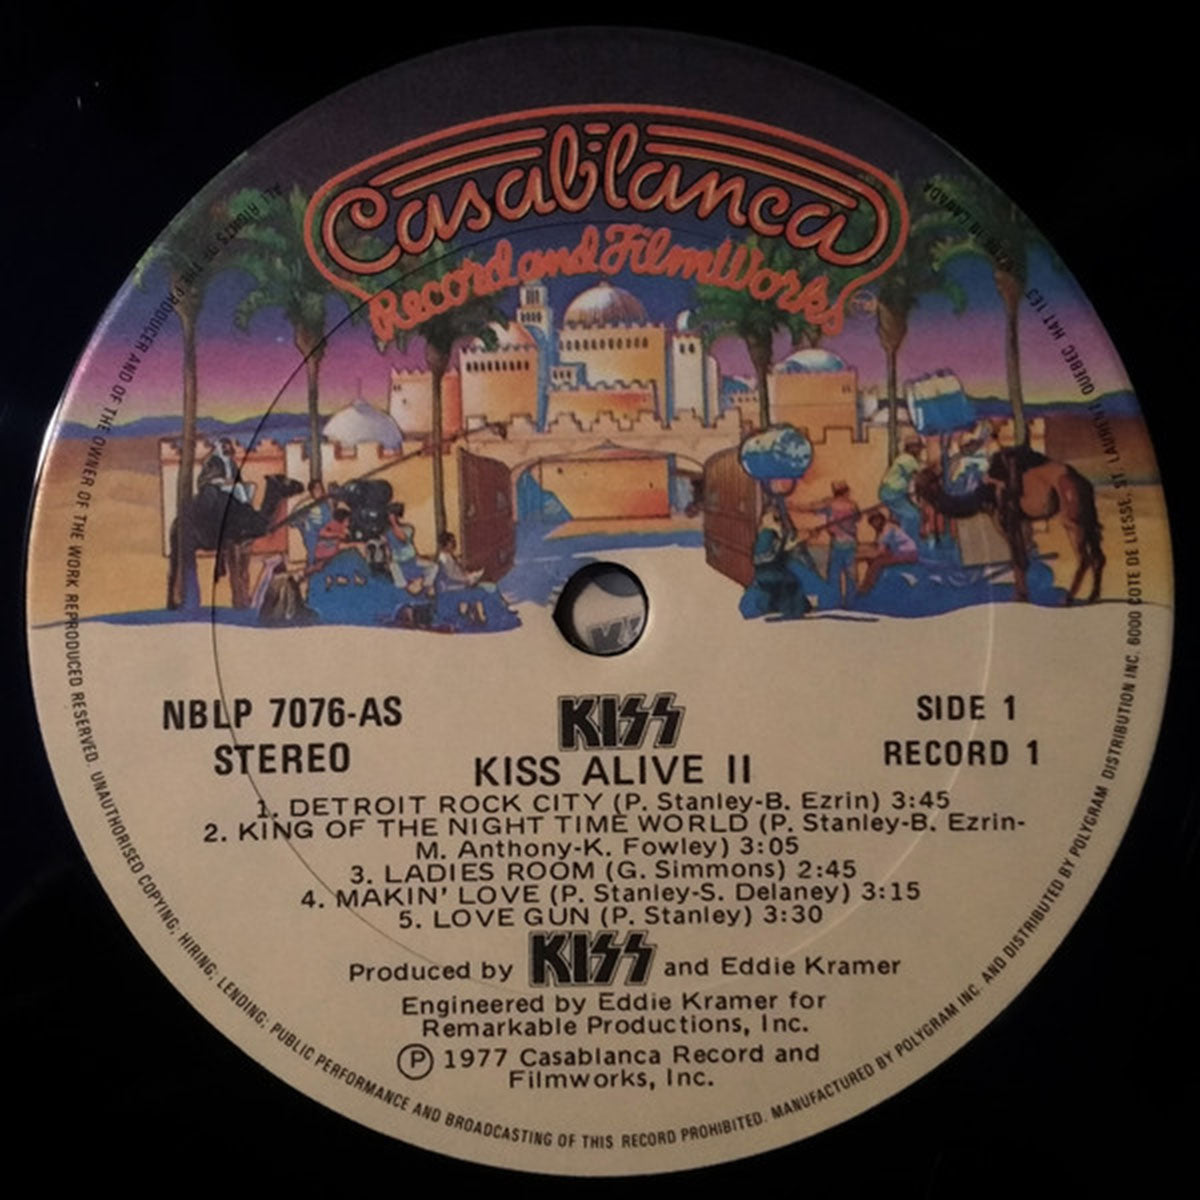 Casablanca
Record and FilmWorks
NBLP 7076-AS
STEREO
KISS
KISS ALIVE II
SIDE 1
RECORD 1
1. DETROIT ROCK CITY (P. Stanley-B. Ezrin) 3:45
2. KING OF THE NIGHT TIME WORLD (P. Stanley-B. Ezrin-
M. Anthony-K. Fowley) 3:05
3. LADIES ROOM (G. Simmons) 2:45
4. MAKIN' LOVE (P. Stanley-S. Delaney) 3:15
5. LOVE GUN (P. Stanley) 3:30
Produced by KISS and Eddie Kramer
Engineered by Eddie Kramer for
Remarkable Productions, Inc.
Ⓟ 1977 Casablanca Record and
Filmworks, Inc.
ALL RIGHTS OF THE PRODUCER AND OF THE OWNER OF THE WORK REPRODUCED RESERVED. UNAUTHORISED COPYING; HIRING; LENDING; PUBLIC PERFORMANCE AND BROADCASTING OF THIS RECORD PROHIBITED. MANUFACTURED BY POLYGRAM INC. AND DISTRIBUTED BY POLYGRAM DISTRIBUTION INC. 6000 COTE DE LIESSE, ST. LAURENT QUEBEC H4T 1E3 MADE IN CANADA